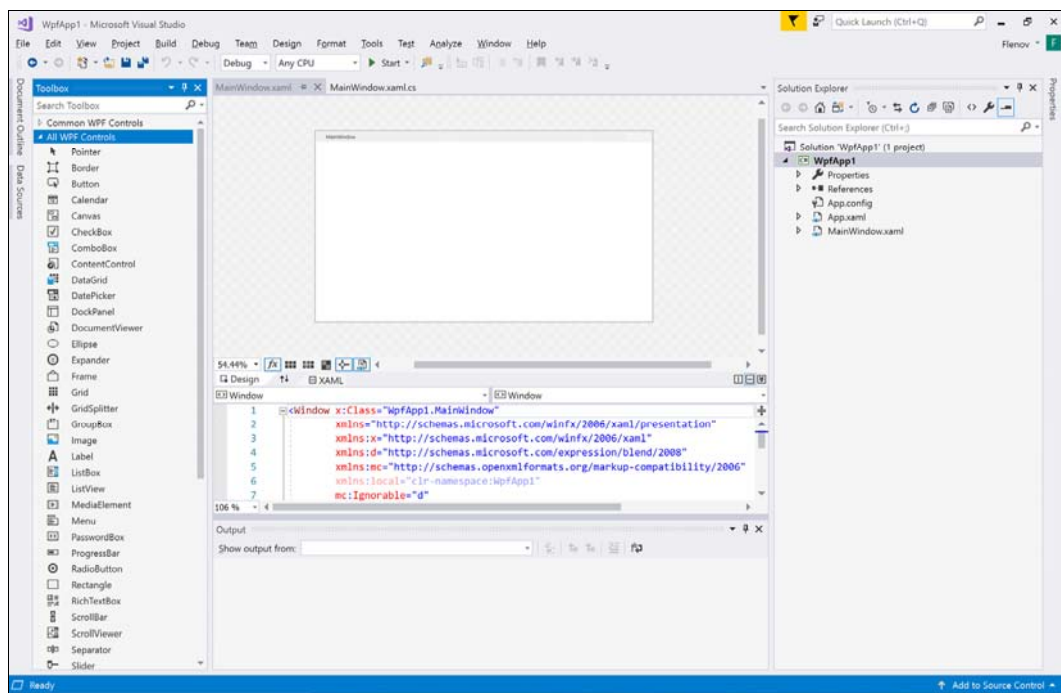 WpfApp1 - Microsoft Visual Studio
Quick Launch (Ctrl+Q)
File Edit View Project Build Debug Team Design Format Tools Test Analyze Window Help
Flenov
F
Debug Any CPU Start
Document Outline
Data Sources
Toolbox
Search Toolbox
Common WPF Controls
All WPF Controls
Pointer
Border
Button
Calendar
Canvas
CheckBox
ComboBox
ContentControl
DataGrid
DatePicker
DockPanel
DocumentViewer
Ellipse
Expander
Frame
Grid
GridSplitter
GroupBox
Image
Label
ListBox
ListView
MediaElement
Menu
PasswordBox
ProgressBar
RadioButton
Rectangle
RichTextBox
ScrollBar
ScrollViewer
Separator
Slider
MainWindow.xaml MainWindow.xaml.cs
MainWindow
54.44% fx
Design XAML
Window Window
1 <Window x:Class="WpfApp1.MainWindow"
2 xmlns="http://schemas.microsoft.com/winfx/2006/xaml/presentation"
3 xmlns:x="http://schemas.microsoft.com/winfx/2006/xaml"
4 xmlns:d="http://schemas.microsoft.com/expression/blend/2008"
5 xmlns:mc="http://schemas.openxmlformats.org/markup-compatibility/2006"
6 xmlns:local="clr-namespace:WpfApp1"
7 mc:Ignorable="d"
106 %
Output
Show output from:
Solution Explorer
Search Solution Explorer (Ctrl+;)
Solution 'WpfApp1' (1 project)
WpfApp1
Properties
References
App.config
App.xaml
MainWindow.xaml
Properties
Ready
Add to Source Control